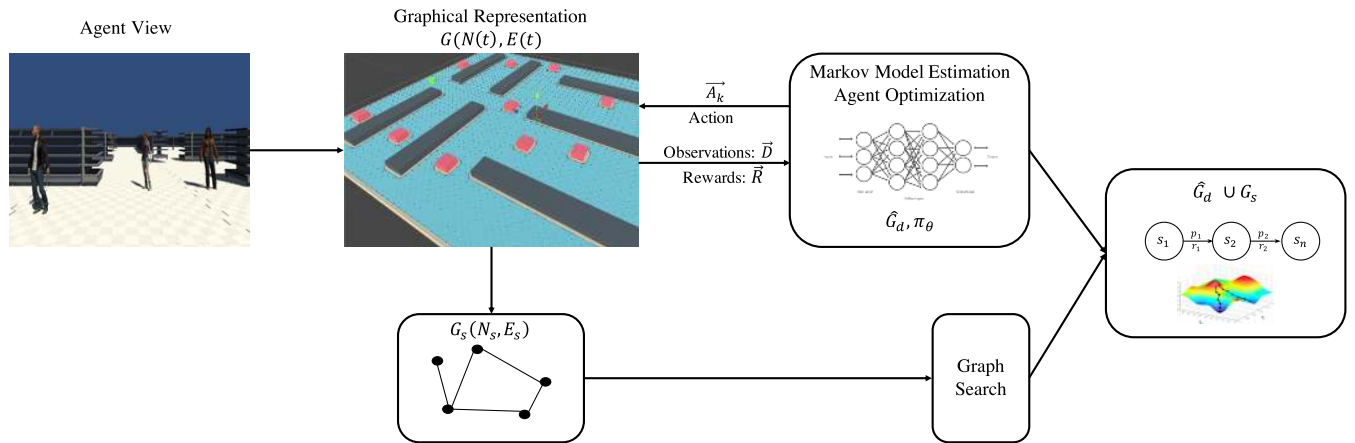 Agent View
Graphical Representation
G(N(t), E(t)
Markov Model Estimation
Agent Optimization
Ĝ_d, π_θ
A⃗_k
Action
Observations: D⃗
Rewards: R⃗
Ĝ_d ∪ G_s
s_1 p_1 r_1 s_2 p_2 r_2 s_n
G_s(N_s, E_s)
Graph
Search